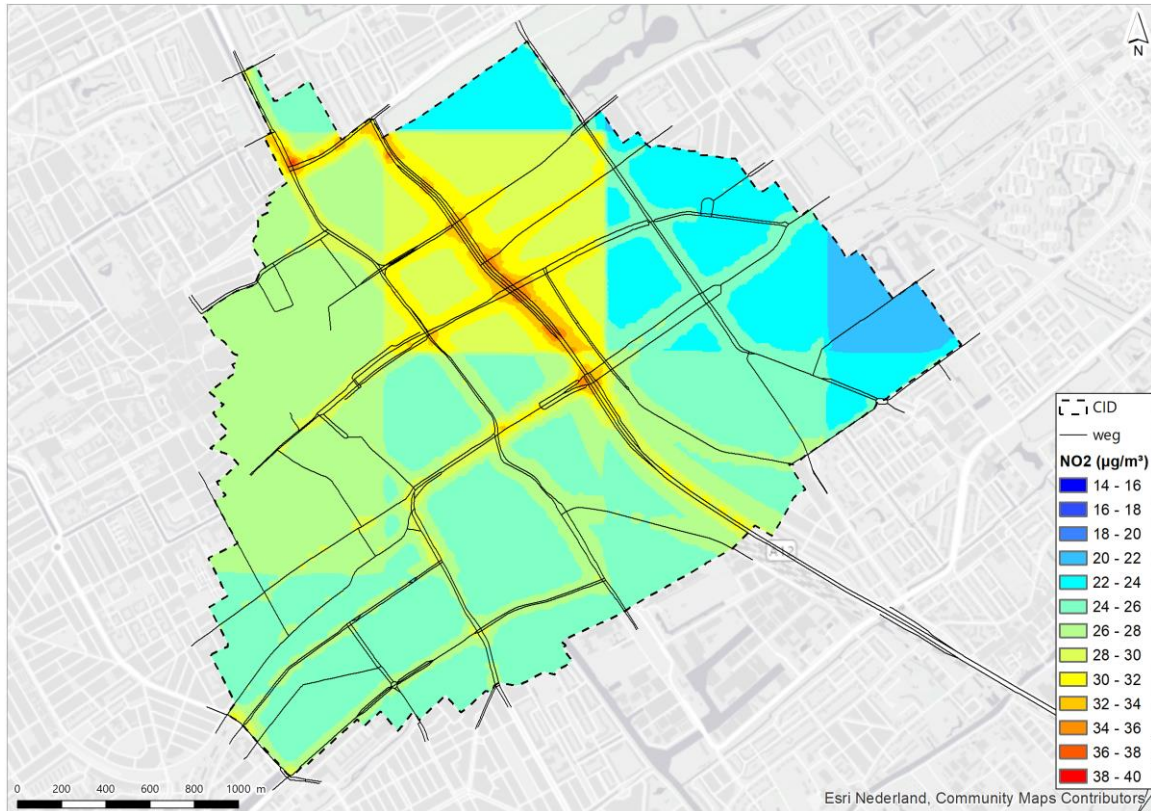 N
A12
CID
weg
NO2 (µg/m³)
14 - 16
16 - 18
18 - 20
20 - 22
22 - 24
24 - 26
26 - 28
28 - 30
30 - 32
32 - 34
34 - 36
36 - 38
38 - 40
0 200 400 600 800 1000 m
Esri Nederland, Community Maps Contributors